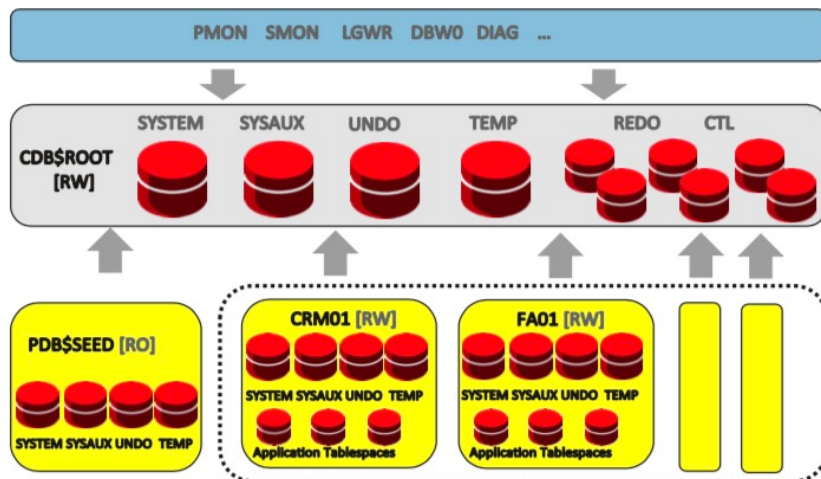 PMON SMON LGWR DBW0 DIAG ...
SYSTEM SYSAUX UNDO TEMP REDO CTL
CDB$ROOT
[RW]
PDB$SEED [RO]
SYSTEM SYSAUX UNDO TEMP
CRM01 [RW]
SYSTEM SYSAUX UNDO TEMP
Application Tablespaces
FA01 [RW]
SYSTEM SYSAUX UNDO TEMP
Application Tablespaces